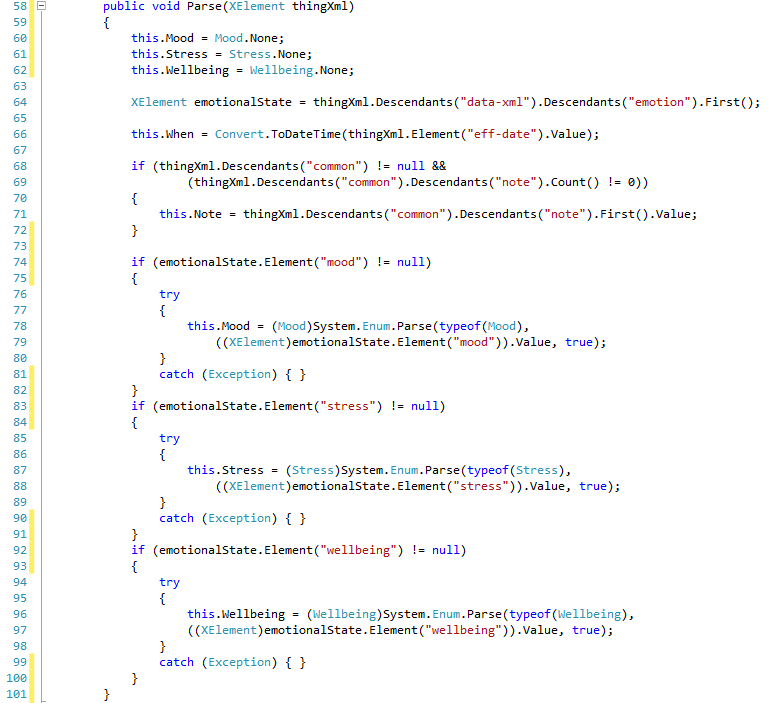 58 public void Parse(XElement thingXml)
59 {
60 this.Mood = Mood.None;
61 this.Stress = Stress.None;
62 this.Wellbeing = Wellbeing.None;
63
64 XElement emotionalState = thingXml.Descendants("data-xml").Descendants("emotion").First();
65
66 this.When = Convert.ToDateTime(thingXml.Element("eff-date").Value);
67
68 if (thingXml.Descendants("common") != null &&
69 (thingXml.Descendants("common").Descendants("note").Count() != 0))
70 {
71 this.Note = thingXml.Descendants("common").Descendants("note").First().Value;
72 }
73
74 if (emotionalState.Element("mood") != null)
75 {
76 try
77 {
78 this.Mood = (Mood)System.Enum.Parse(typeof(Mood),
79 ((XElement)emotionalState.Element("mood")).Value, true);
80 }
81 catch (Exception) { }
82 }
83 if (emotionalState.Element("stress") != null)
84 {
85 try
86 {
87 this.Stress = (Stress)System.Enum.Parse(typeof(Stress),
88 ((XElement)emotionalState.Element("stress")).Value, true);
89 }
90 catch (Exception) { }
91 }
92 if (emotionalState.Element("wellbeing") != null)
93 {
94 try
95 {
96 this.Wellbeing = (Wellbeing)System.Enum.Parse(typeof(Wellbeing),
97 ((XElement)emotionalState.Element("wellbeing")).Value, true);
98 }
99 catch (Exception) { }
100 }
101 }